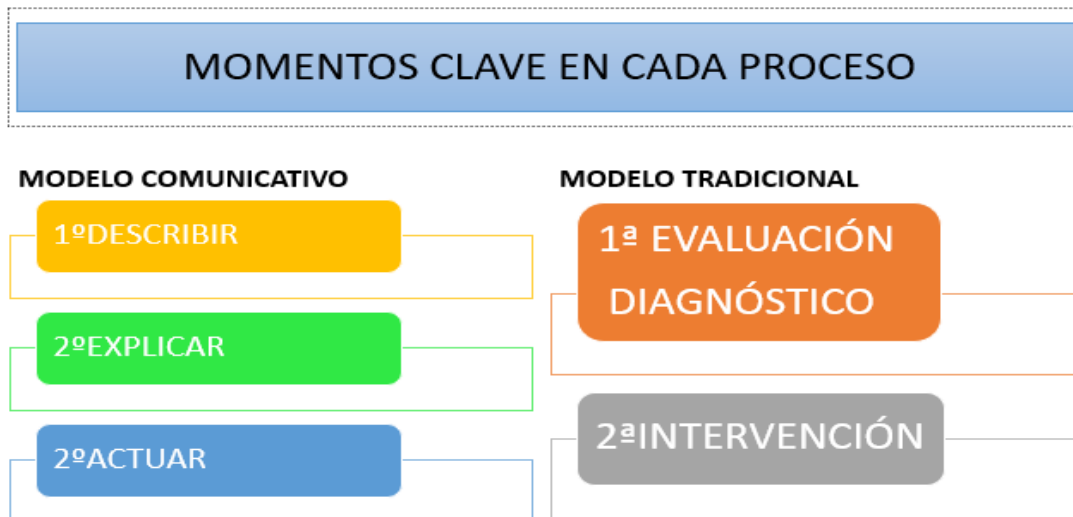 MOMENTOS CLAVE EN CADA PROCESO
MODELO COMUNICATIVO
1ºDESCRIBIR
2ºEXPLICAR
2ºACTUAR
MODELO TRADICIONAL
1ª EVALUACIÓN
DIAGNÓSTICO
2ªINTERVENCIÓN